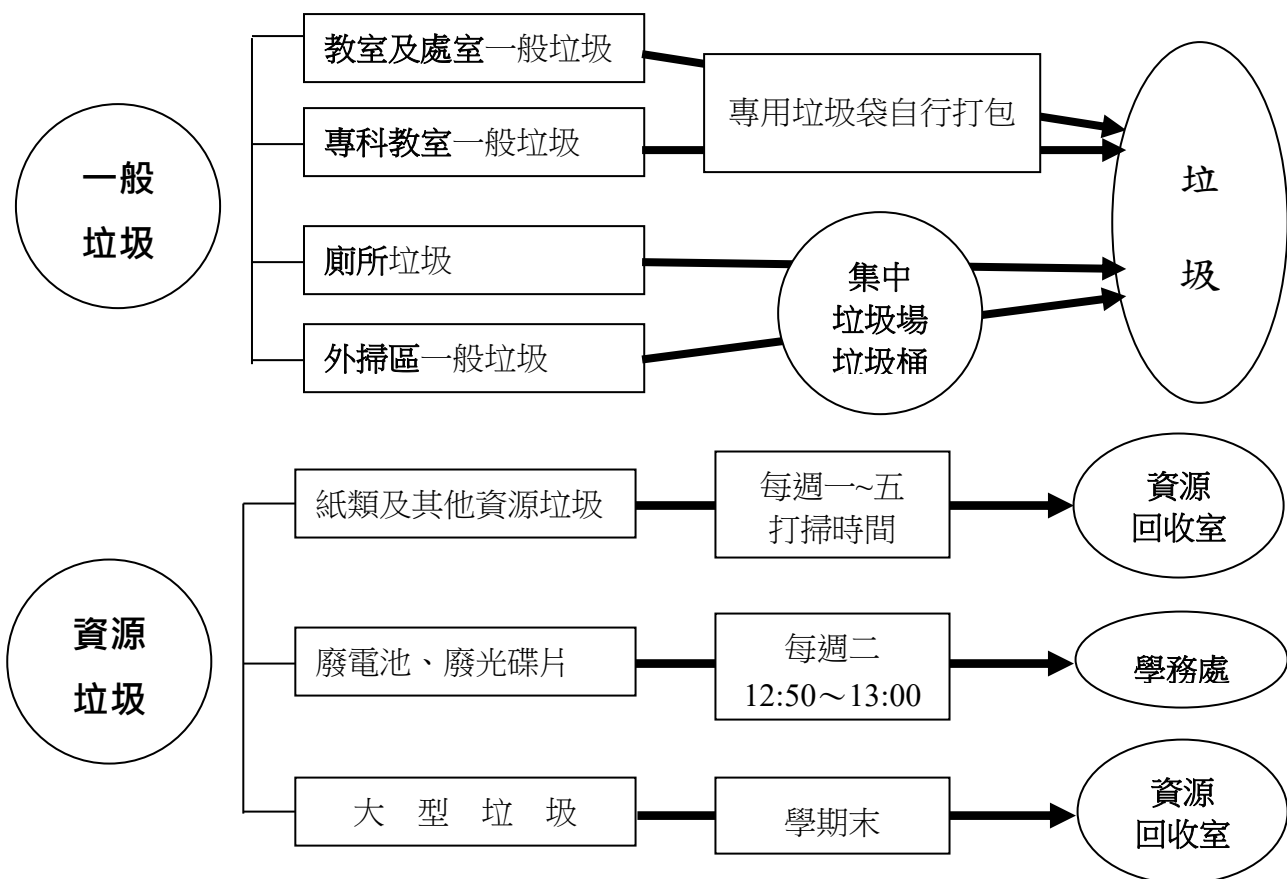 教室及處室一般垃圾
專用垃圾袋自行打包
專科教室一般垃圾
一般
垃圾
垃
圾
廁所垃圾
集中
垃圾場
垃圾桶
外掃區一般垃圾
紙類及其他資源垃圾
每週一~五
打掃時間
資源
回收室
資源
垃圾
廢電池、廢光碟片
每週二
12:50～13:00
學務處
大 型 垃 圾
學期末
資源
回收室